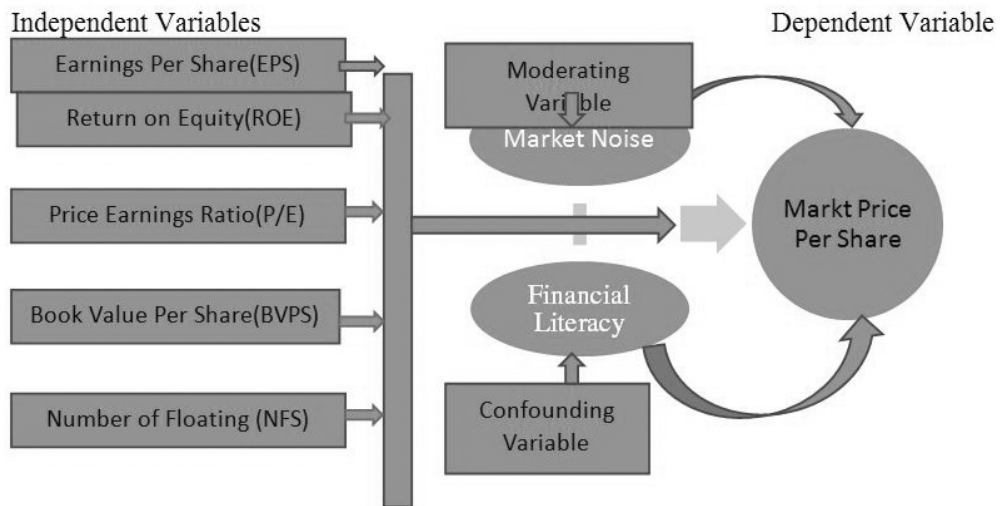 Independent Variables
Dependent Variable
Earnings Per Share(EPS)
Return on Equity(ROE)
Price Earnings Ratio(P/E)
Book Value Per Share(BVPS)
Number of Floating (NFS)
Moderating
Variable
Market Noise
Financial
Literacy
Confounding
Variable
Markt Price
Per Share